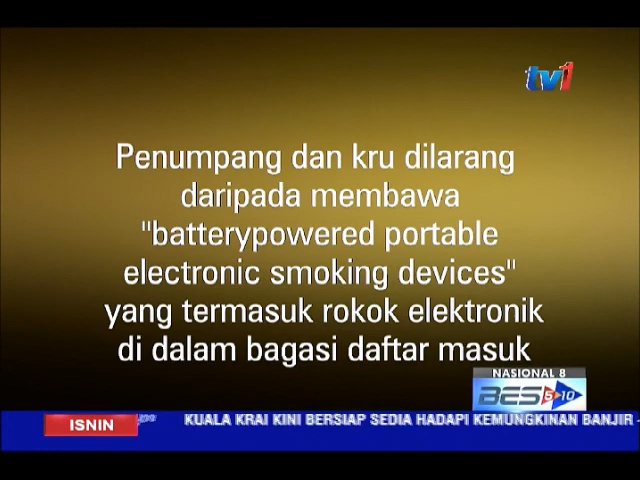 tv1
Penumpang dan kru dilarang
daripada membawa
"batterypowered portable
electronic smoking devices"
yang termasuk rokok elektronik
di dalam bagasi daftar masuk
NASIONAL 8
BES 5 10
ISNIN
KUALA KRAI KINI BERSIAP SEDIA HADAPI KEMUNGKINAN BANJIR -